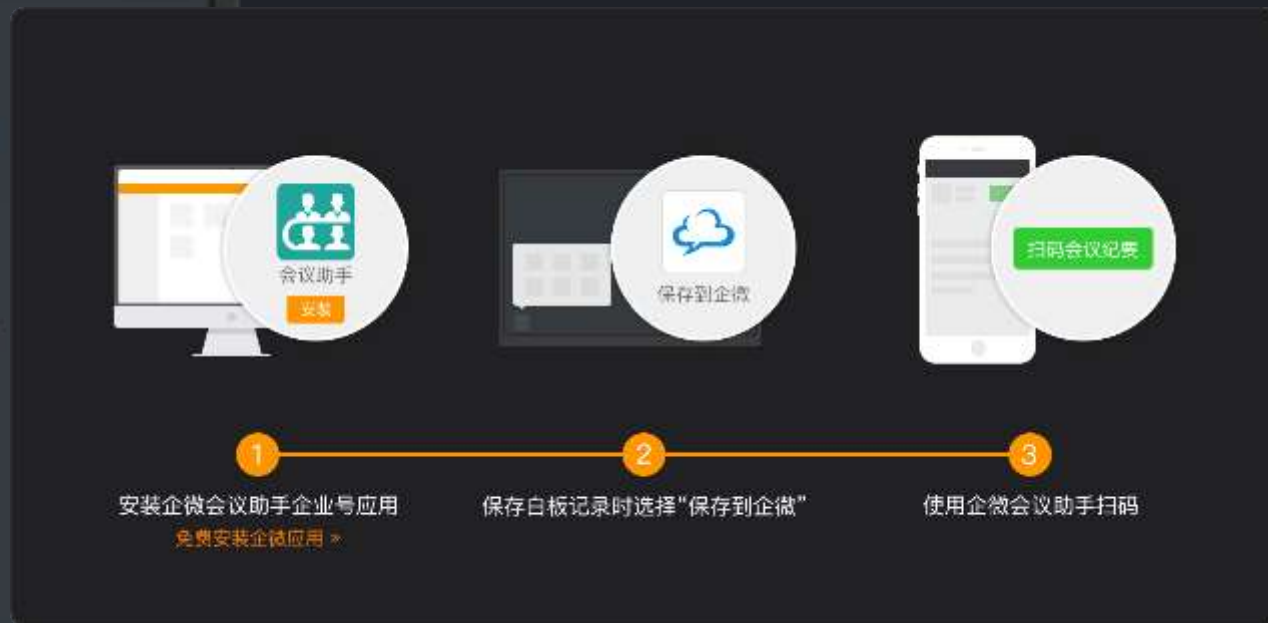 会议助手
安装
保存到企微
扫码会议纪要
1
2
3
安装企微会议助手企业号应用
保存白板记录时选择“保存到企微”
使用企微会议助手扫码
免费安装企微应用 »